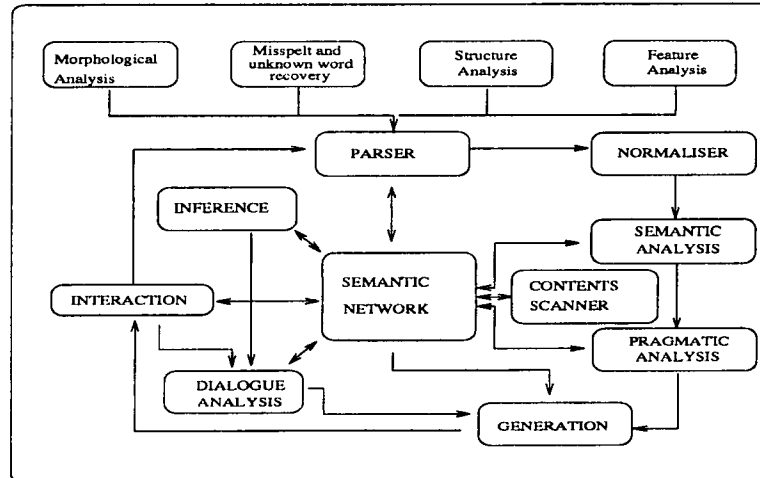 Morphological
Analysis
Misspelt and
unknown word
recovery
Structure
Analysis
Feature
Analysis
PARSER
NORMALISER
INFERENCE
SEMANTIC
ANALYSIS
SEMANTIC
NETWORK
CONTENTS
SCANNER
INTERACTION
PRAGMATIC
ANALYSIS
DIALOGUE
ANALYSIS
GENERATION